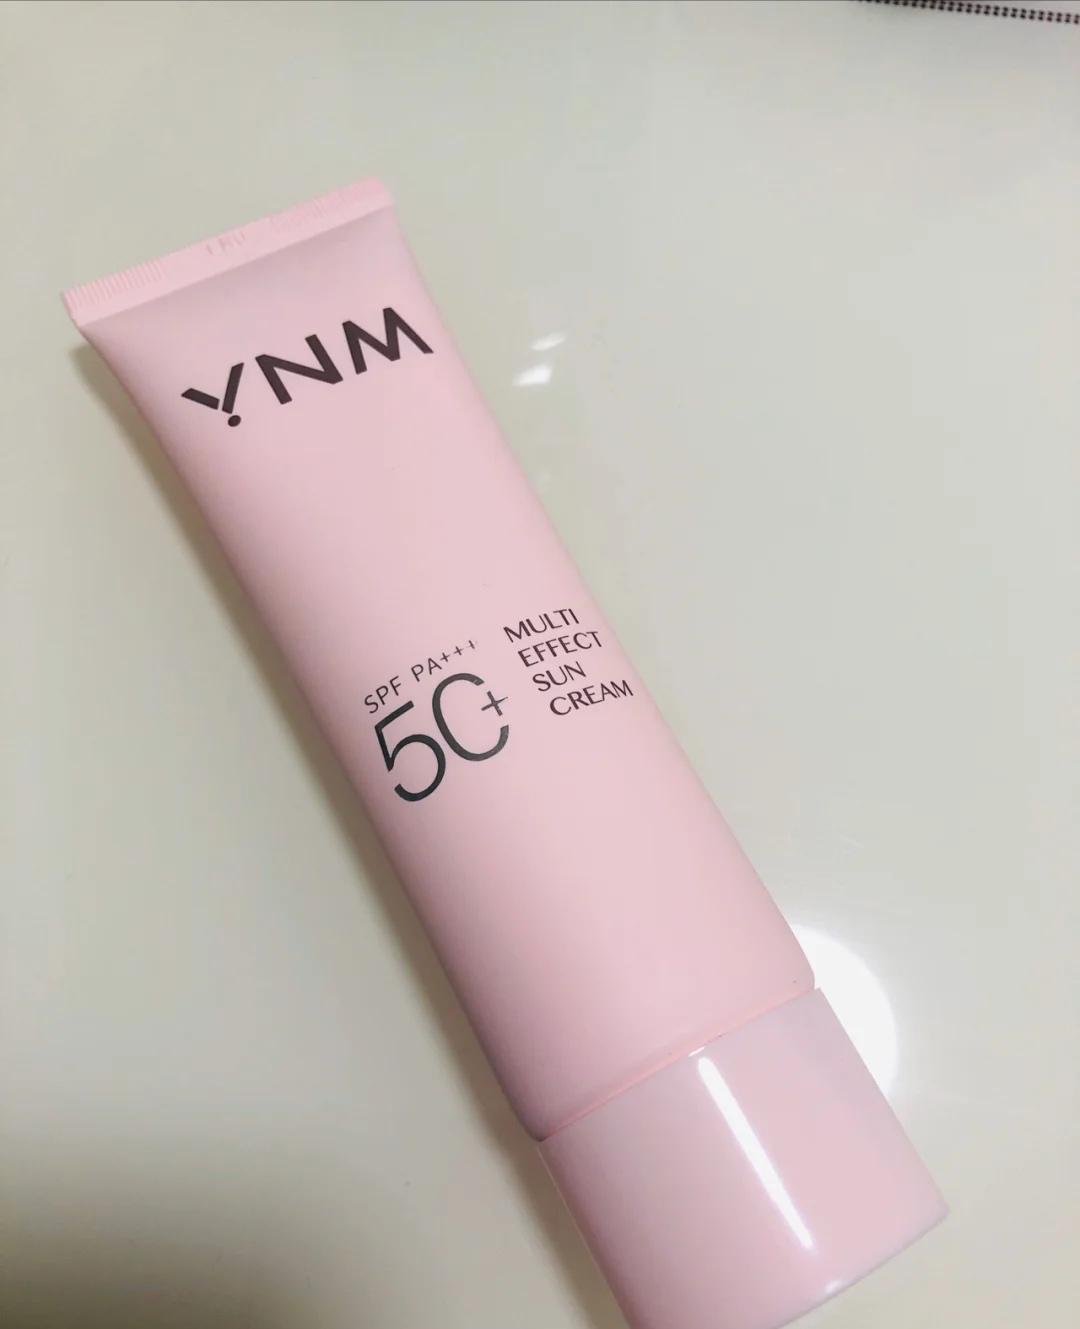 YNM
SPF PA+++
50+
MULTI
EFFECT
SUN
CREAM